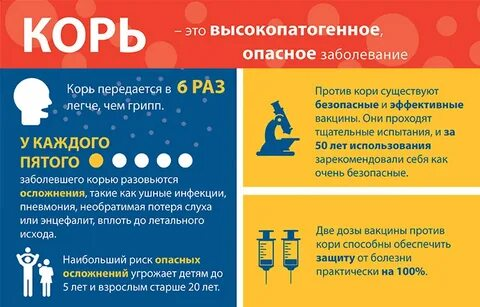 КОРЬ
– это высокопатогенное,
опасное заболевание
Корь передается в 6 РАЗ
легче, чем грипп.
У КАЖДОГО
ПЯТОГО
заболевшего корью разовьются
осложнения, такие как ушные инфекции,
пневмония, необратимая потеря слуха
или энцефалит, вплоть до летального
исхода.
Наибольший риск опасных
осложнений угрожает детям до
5 лет и взрослым старше 20 лет.
Против кори существуют
безопасные и эффективные
вакцины. Они проходят
тщательные испытания, и за
50 лет использования
зарекомендовали себя как
очень безопасные.
Две дозы вакцины против
кори способны обеспечить
защиту от болезни
практически на 100%.